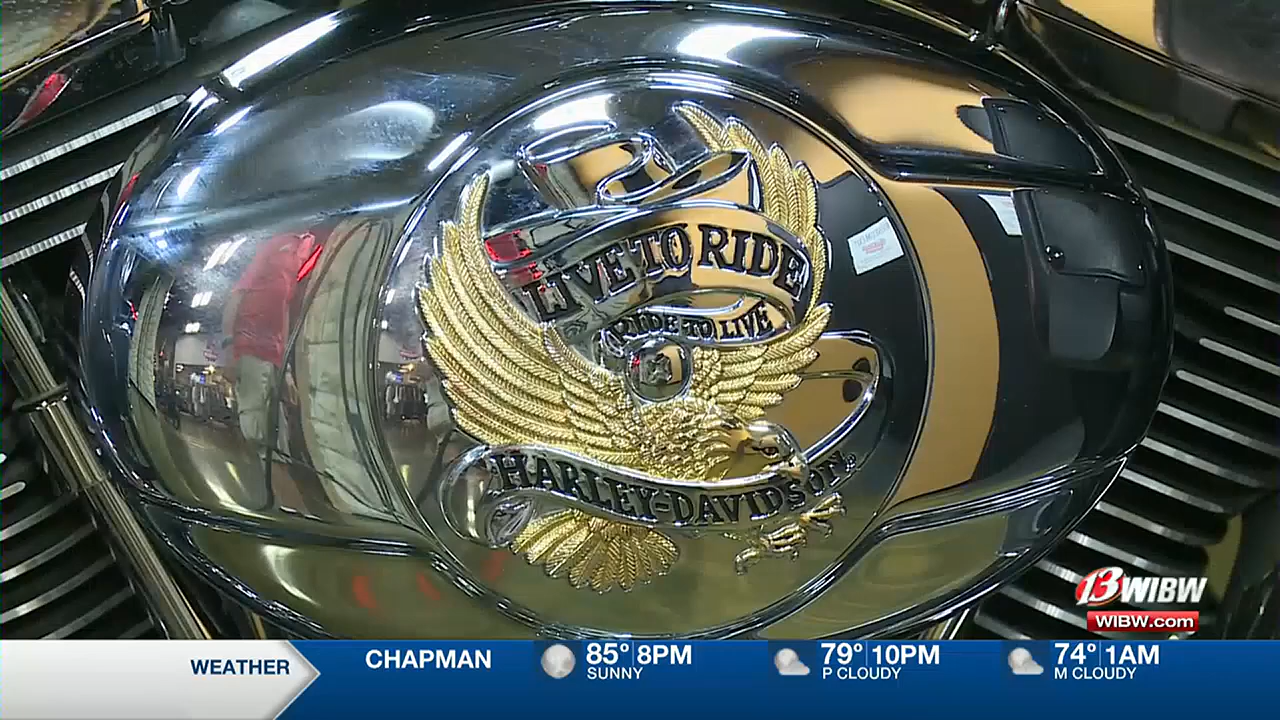 LIVE TO RIDE
RIDE TO LIVE
HARLEY-DAVIDSON
13 WIBW
WIBW.com
WEATHER
CHAPMAN
85° 8PM
SUNNY
79° 10PM
P CLOUDY
74° 1AM
M CLOUDY